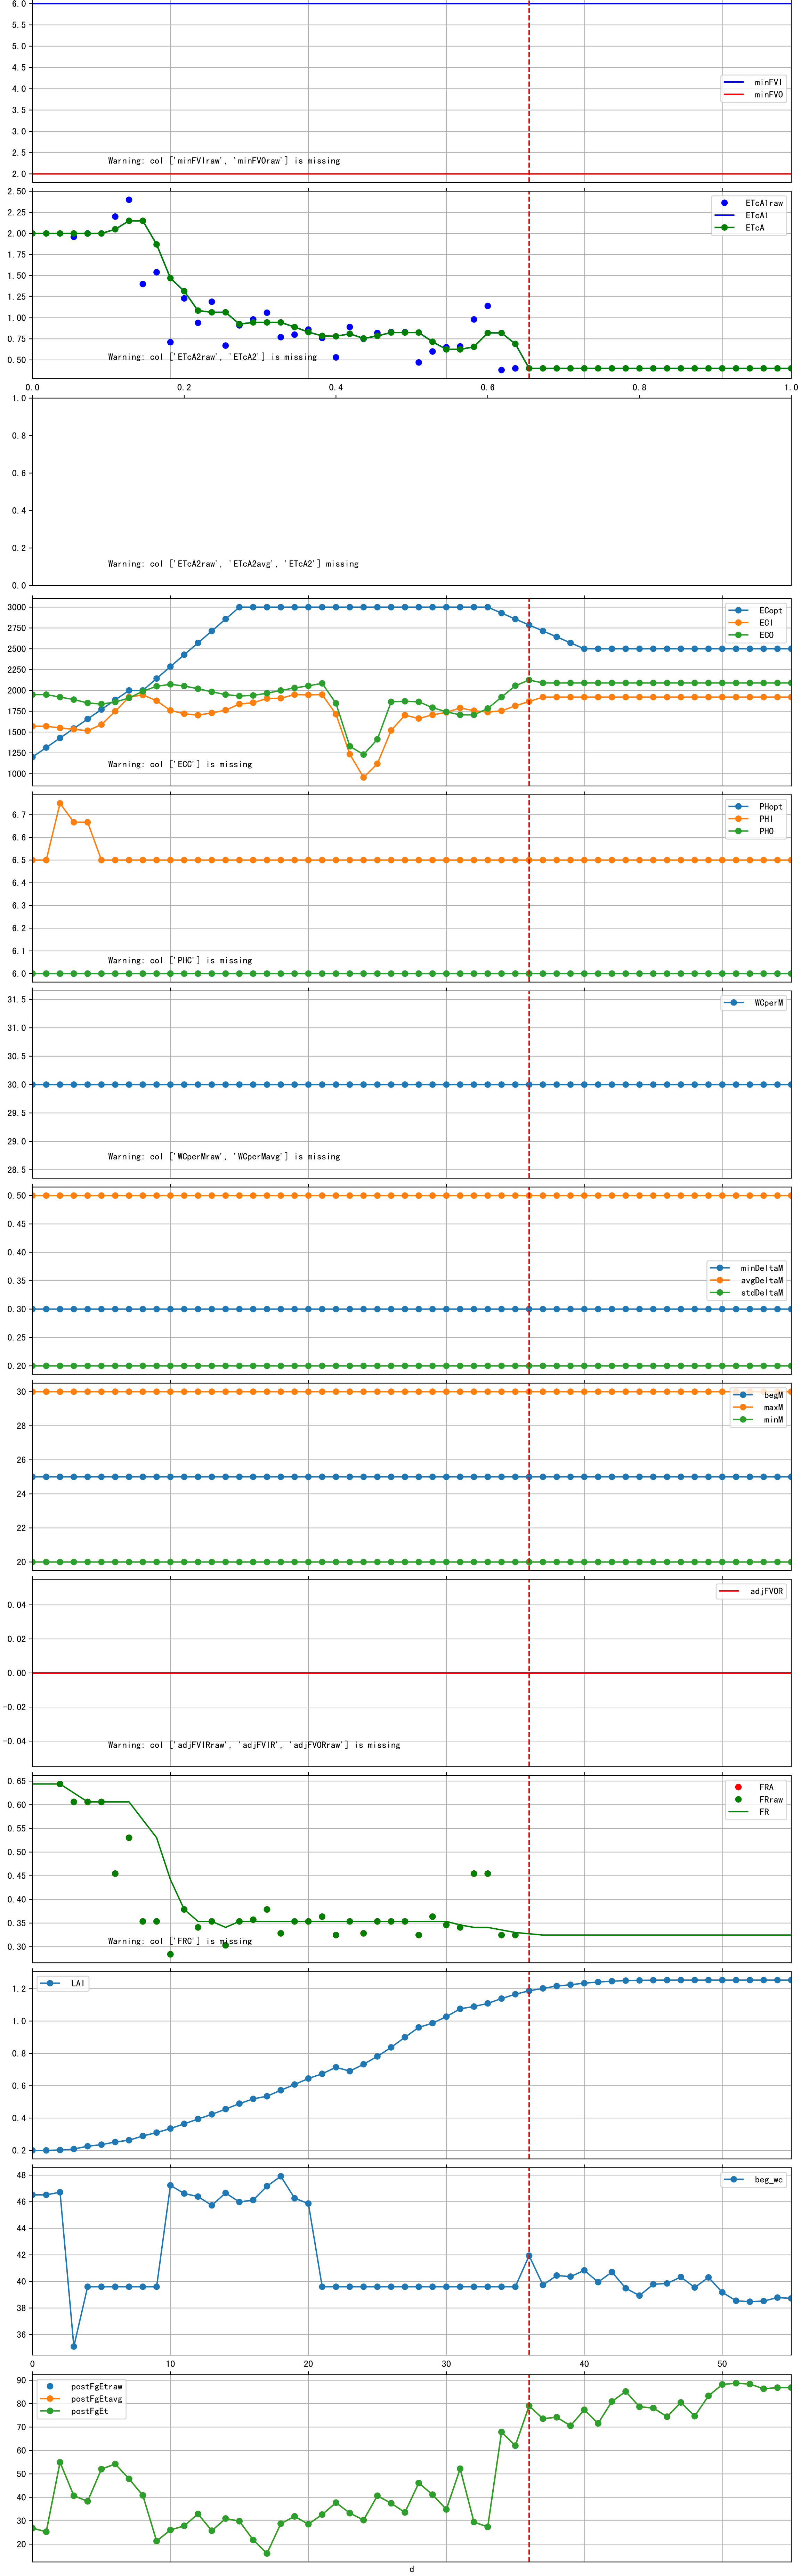 6.0
5.5
5.0
4.5
4.0
3.5
3.0
2.5
2.0
minFVI
minFVO
Warning: col ['minFVIraw', 'minFVOraw'] is missing
2.50
2.25
2.00
1.75
1.50
1.25
1.00
0.75
0.50
ETcA1raw
ETcA1
ETcA
Warning: col ['ETcA2raw', 'ETcA2'] is missing
0.0 0.2 0.4 0.6 0.8 1.0
1.0
0.8
0.6
0.4
0.2
0.0
Warning: col ['ETcA2raw', 'ETcA2avg', 'ETcA2'] missing
3000
2750
2500
2250
2000
1750
1500
1250
1000
ECopt
ECI
ECO
Warning: col ['ECC'] is missing
6.7
6.6
6.5
6.4
6.3
6.2
6.1
6.0
PHopt
PHI
PHO
Warning: col ['PHC'] is missing
31.5
31.0
30.5
30.0
29.5
29.0
28.5
WCperM
Warning: col ['WCperMraw', 'WCperMavg'] is missing
0.50
0.45
0.40
0.35
0.30
0.25
0.20
minDeltaM
avgDeltaM
stdDeltaM
30
28
26
24
22
20
begM
maxM
minM
0.04
0.02
0.00
−0.02
−0.04
adjFVOR
Warning: col ['adjFVIRraw', 'adjFVIR', 'adjFVORraw'] is missing
0.65
0.60
0.55
0.50
0.45
0.40
0.35
0.30
FRA
FRraw
FR
Warning: col ['FRC'] is missing
1.2
1.0
0.8
0.6
0.4
0.2
LAI
48
46
44
42
40
38
36
beg_wc
0 10 20 30 40 50
90
80
70
60
50
40
30
20
postFgEtraw
postFgEtavg
postFgEt
d